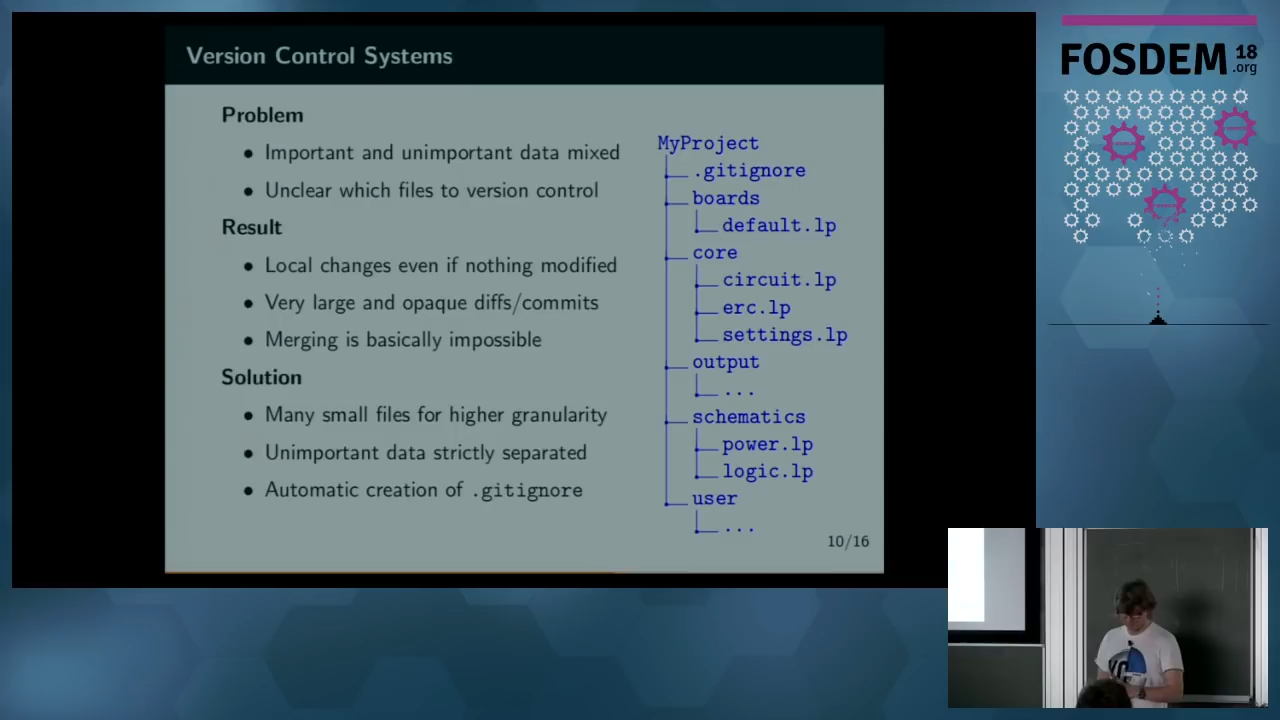 Version Control Systems
Problem
• Important and unimportant data mixed
• Unclear which files to version control
Result
• Local changes even if nothing modified
• Very large and opaque diffs/commits
• Merging is basically impossible
Solution
• Many small files for higher granularity
• Unimportant data strictly separated
• Automatic creation of .gitignore
MyProject
.gitignore
boards
default.lp
core
circuit.lp
erc.lp
settings.lp
output
...
schematics
power.lp
logic.lp
user
...
10/16
FOSDEM 18
.org